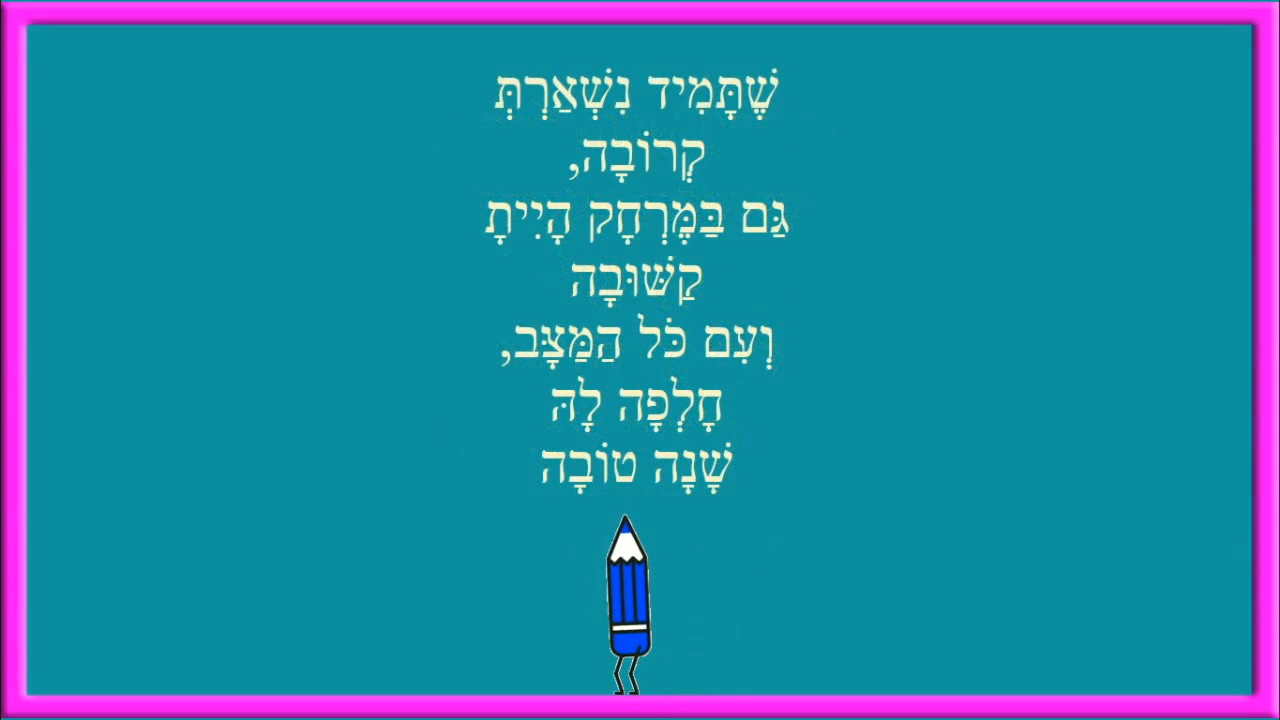 שֶׁתָּמִיד נִשְׁאַרְתְּ
קְרוֹבָה,
גַּם בַּמֶּרְחָק הָיִיתָ
קַשּׁוּבָה
וְעִם כֹּל הַמַּצָּב,
חָלְפָה לָהּ
שָׁנָה טוֹבָה